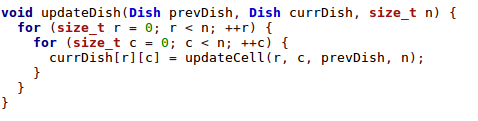 void updateDish(Dish prevDish, Dish currDish, size_t n) {
  for (size_t r = 0; r < n; ++r) {
    for (size_t c = 0; c < n; ++c) {
      currDish[r][c] = updateCell(r, c, prevDish, n);
    }
  }
}